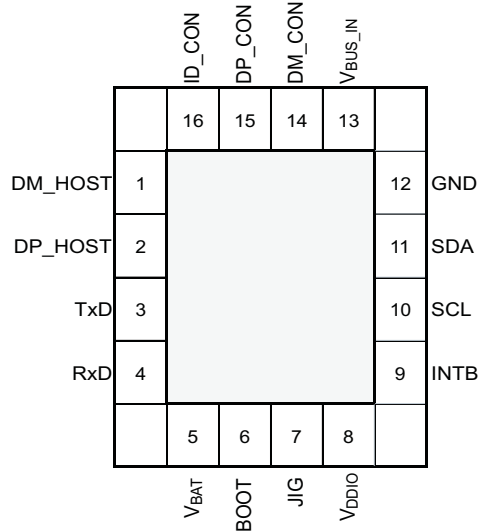 ID_CON DP_CON DM_CON VBUS_IN
16 15 14 13
DM_HOST 1 12 GND
DP_HOST 2 11 SDA
TxD 3 10 SCL
RxD 4 9 INTB
5 6 7 8
VBAT BOOT JIG VDDIO